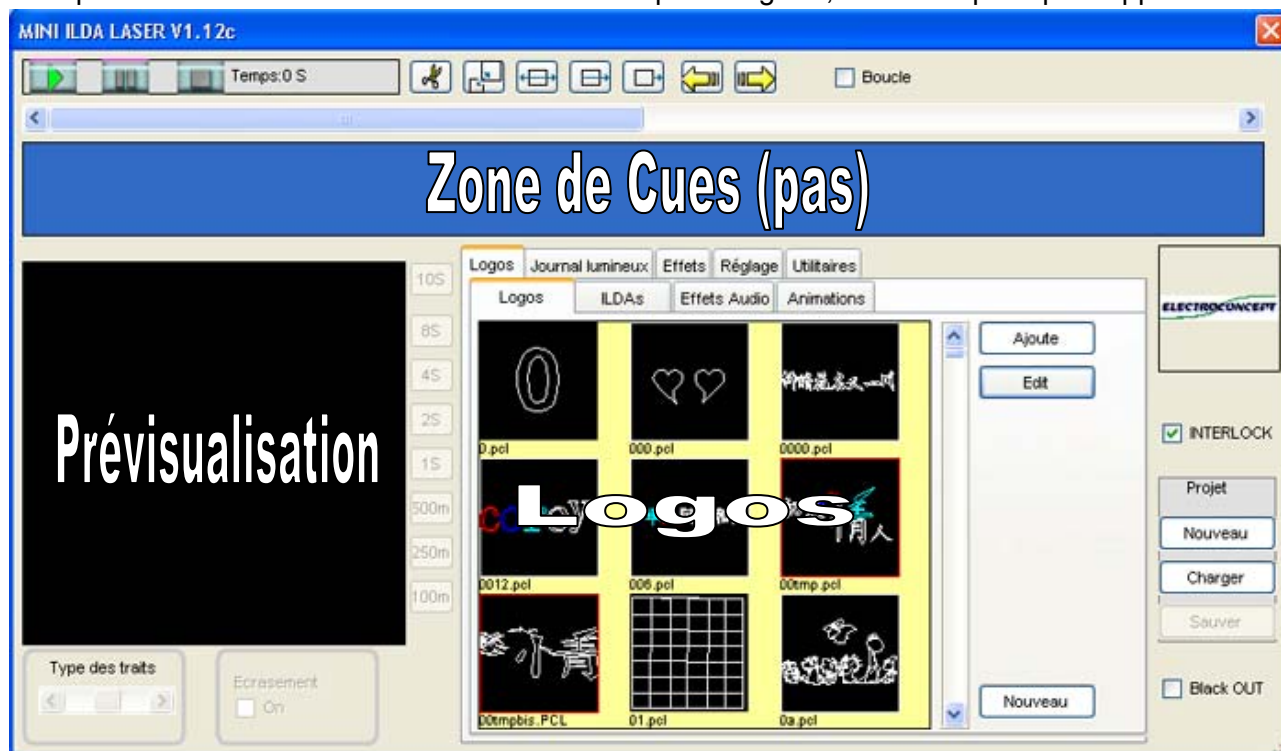 MINI ILDA LASER V1.12c
Temps:0 S
Boucle
Zone de Cues (pas)
Logos Journal lumineux Effets Réglage Utilitaires
Logos ILDAs Effets Audio Animations
10S
8S
4S
2S
1S
500m
250m
100m
Prévisualisation
0.pcl 000.pcl 0000.pcl
Logos
0012.pcl 006.pcl 00tmp.pcl
00tmpbis.PCL 01.pcl 0a.pcl
Ajoute
Edit
Nouveau
ELECTROCONCEPT
INTERLOCK
Projet
Nouveau
Charger
Sauver
Black OUT
Type des traits
Ecrasement
On